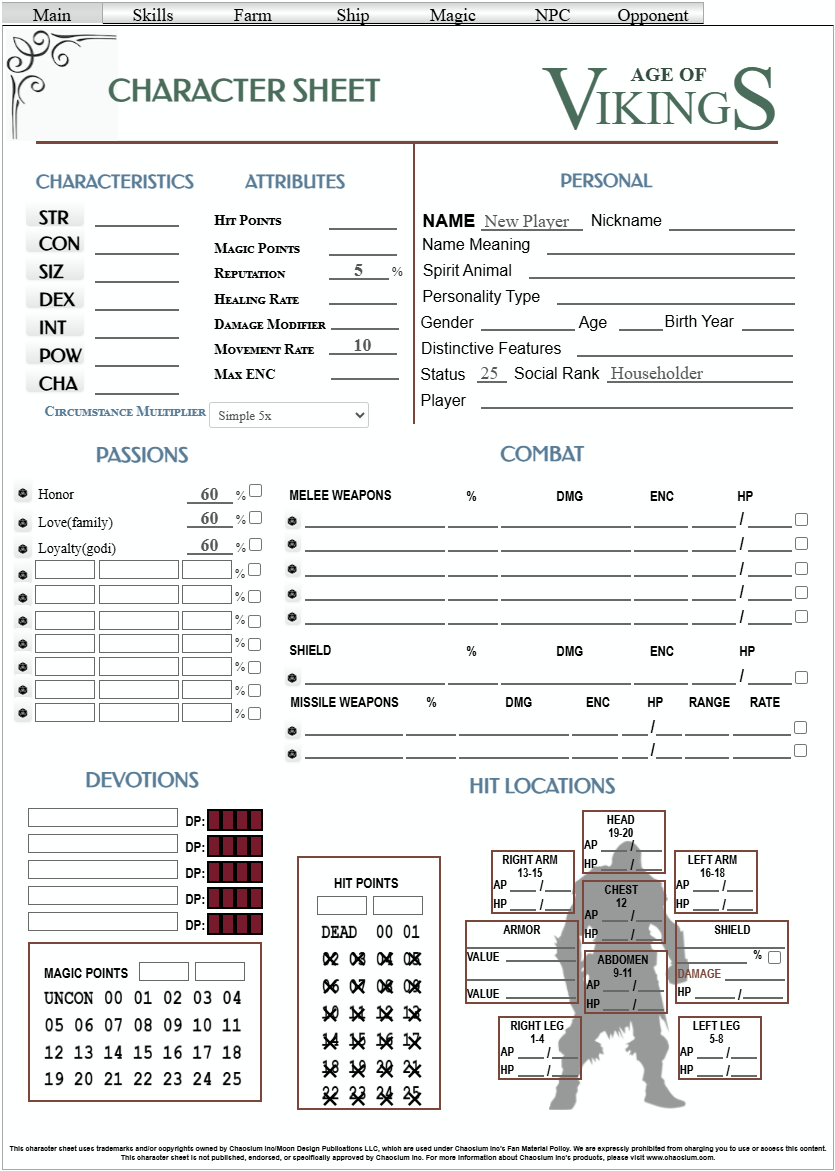 Main Skills Farm Ship Magic NPC Opponent
CHARACTER SHEET
AGE OF
VIKINGS
CHARACTERISTICS ATTRIBUTES
STR
CON
SIZ
DEX
INT
POW
CHA
Hit Points
Magic Points
Reputation 5 %
Healing Rate
Damage Modifier
Movement Rate 10
Max ENC
Circumstance Multiplier Simple 5x
PERSONAL
NAME New Player Nickname
Name Meaning
Spirit Animal
Personality Type
Gender Age Birth Year
Distinctive Features
Status 25 Social Rank Householder
Player
PASSIONS
Honor 60 %
Love(family) 60 %
Loyalty(godi) 60 %
%
%
%
%
%
%
%
COMBAT
MELEE WEAPONS % DMG ENC HP
/
/
/
/
/
SHIELD % DMG ENC HP
/
MISSILE WEAPONS % DMG ENC HP RANGE RATE
/
/
DEVOTIONS
DP:
DP:
DP:
DP:
DP:
MAGIC POINTS
UNCON 00 01 02 03 04
05 06 07 08 09 10 11
12 13 14 15 16 17 18
19 20 21 22 23 24 25
HIT POINTS
DEAD 00 01
02 03 04 05
06 07 08 09
10 11 12 13
14 15 16 17
18 19 20 21
22 23 24 25
HIT LOCATIONS
HEAD
19-20
AP /
HP /
RIGHT ARM
13-15
AP /
HP /
LEFT ARM
16-18
AP /
HP /
CHEST
12
AP /
HP /
ARMOR
VALUE
VALUE
SHIELD
%
DAMAGE
HP /
ABDOMEN
9-11
AP /
HP /
RIGHT LEG
1-4
AP /
HP /
LEFT LEG
5-8
AP /
HP /
This character sheet uses trademarks and/or copyrights owned by Chaosium Inc/Moon Design Publications LLC, which are used under Chaosium Inc's Fan Material Policy. We are expressly prohibited from charging you to use or access this content.
This character sheet is not published, endorsed, or specifically approved by Chaosium Inc. For more information about Chaosium Inc's products, please visit www.chaosium.com.